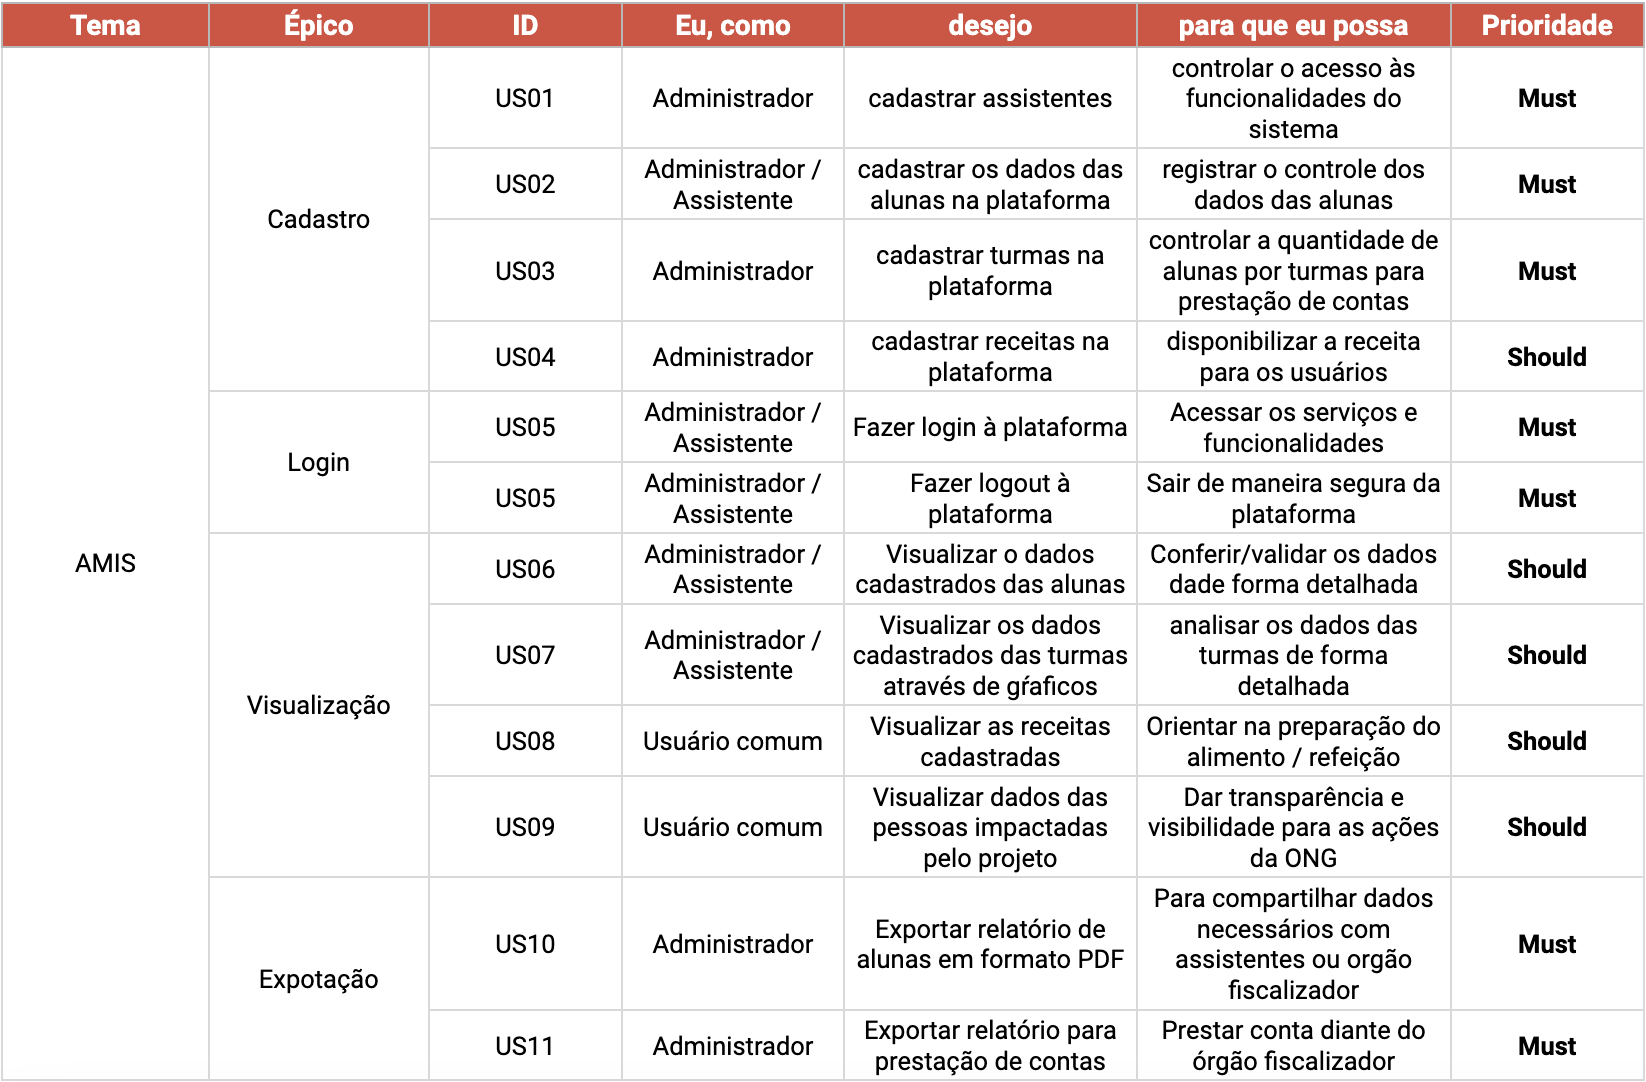 Tema Épico ID Eu, como desejo para que eu possa Prioridade
AMIS
Cadastro
US01
Administrador
cadastrar assistentes
controlar o acesso às
funcionalidades do
sistema
Must
US02
Administrador /
Assistente
cadastrar os dados das
alunas na plataforma
registrar o controle dos
dados das alunas
Must
US03
Administrador
cadastrar turmas na
plataforma
controlar a quantidade de
alunas por turmas para
prestação de contas
Must
US04
Administrador
cadastrar receitas na
plataforma
disponibilizar a receita
para os usuários
Should
Login
US05
Administrador /
Assistente
Fazer login à plataforma
Acessar os serviços e
funcionalidades
Must
US05
Administrador /
Assistente
Fazer logout à
plataforma
Sair de maneira segura da
plataforma
Must
Visualização
US06
Administrador /
Assistente
Visualizar o dados
cadastrados das alunas
Conferir/validar os dados
dade forma detalhada
Should
US07
Administrador /
Assistente
Visualizar os dados
cadastrados das turmas
através de gŕaficos
analisar os dados das
turmas de forma
detalhada
Should
US08
Usuário comum
Visualizar as receitas
cadastradas
Orientar na preparação do
alimento / refeição
Should
US09
Usuário comum
Visualizar dados das
pessoas impactadas
pelo projeto
Dar transparência e
visibilidade para as ações
da ONG
Should
Expotação
US10
Administrador
Exportar relatório de
alunas em formato PDF
Para compartilhar dados
necessários com
assistentes ou orgão
fiscalizador
Must
US11
Administrador
Exportar relatório para
prestação de contas
Prestar conta diante do
órgão fiscalizador
Must